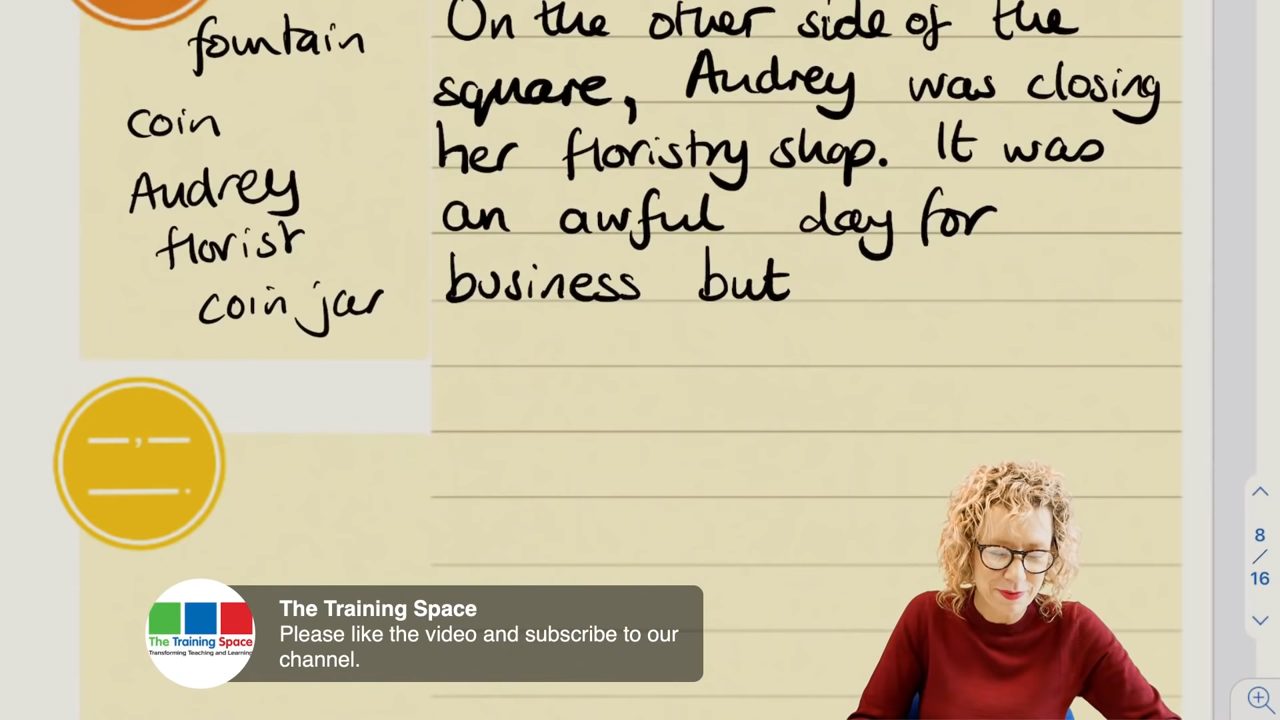 fountain
coin
Audrey
florist
coin jar
On the other side of the
square, Audrey was closing
her floristry shop. It was
an awful day for
business but
8
/
16
The Training Space
Transforming Teaching and Learning
The Training Space
Please like the video and subscribe to our
channel.